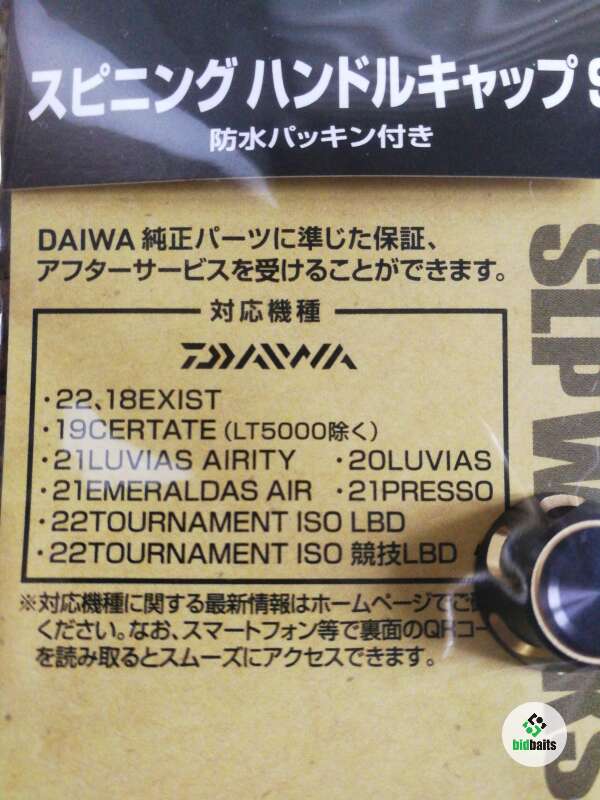 スピニング ハンドルキャップ S
防水パッキン付き
DAIWA 純正パーツに準じた保証、
アフターサービスを受けることができます。
対応機種
DAIWA
・22、18EXIST
・19CERTATE (LT5000除く)
・21LUVIAS AIRITY ・20LUVIAS
・21EMERALDAS AIR ・21PRESSO
・22TOURNAMENT ISO LBD
・22TOURNAMENT ISO 競技LBD
※対応機種に関する最新情報はホームページでご
ください。なお、スマートフォン等で裏面のQRコー
を読み取るとスムーズにアクセスできます。
SLP W KS
bidbaits